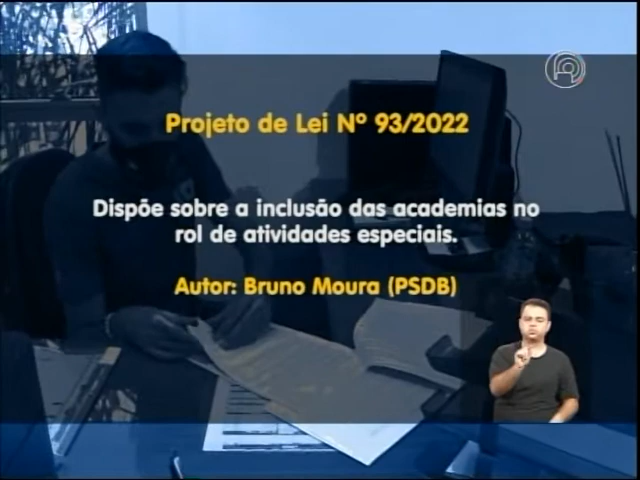 Projeto de Lei Nº 93/2022
Dispõe sobre a inclusão das academias no
rol de atividades especiais.
Autor: Bruno Moura (PSDB)